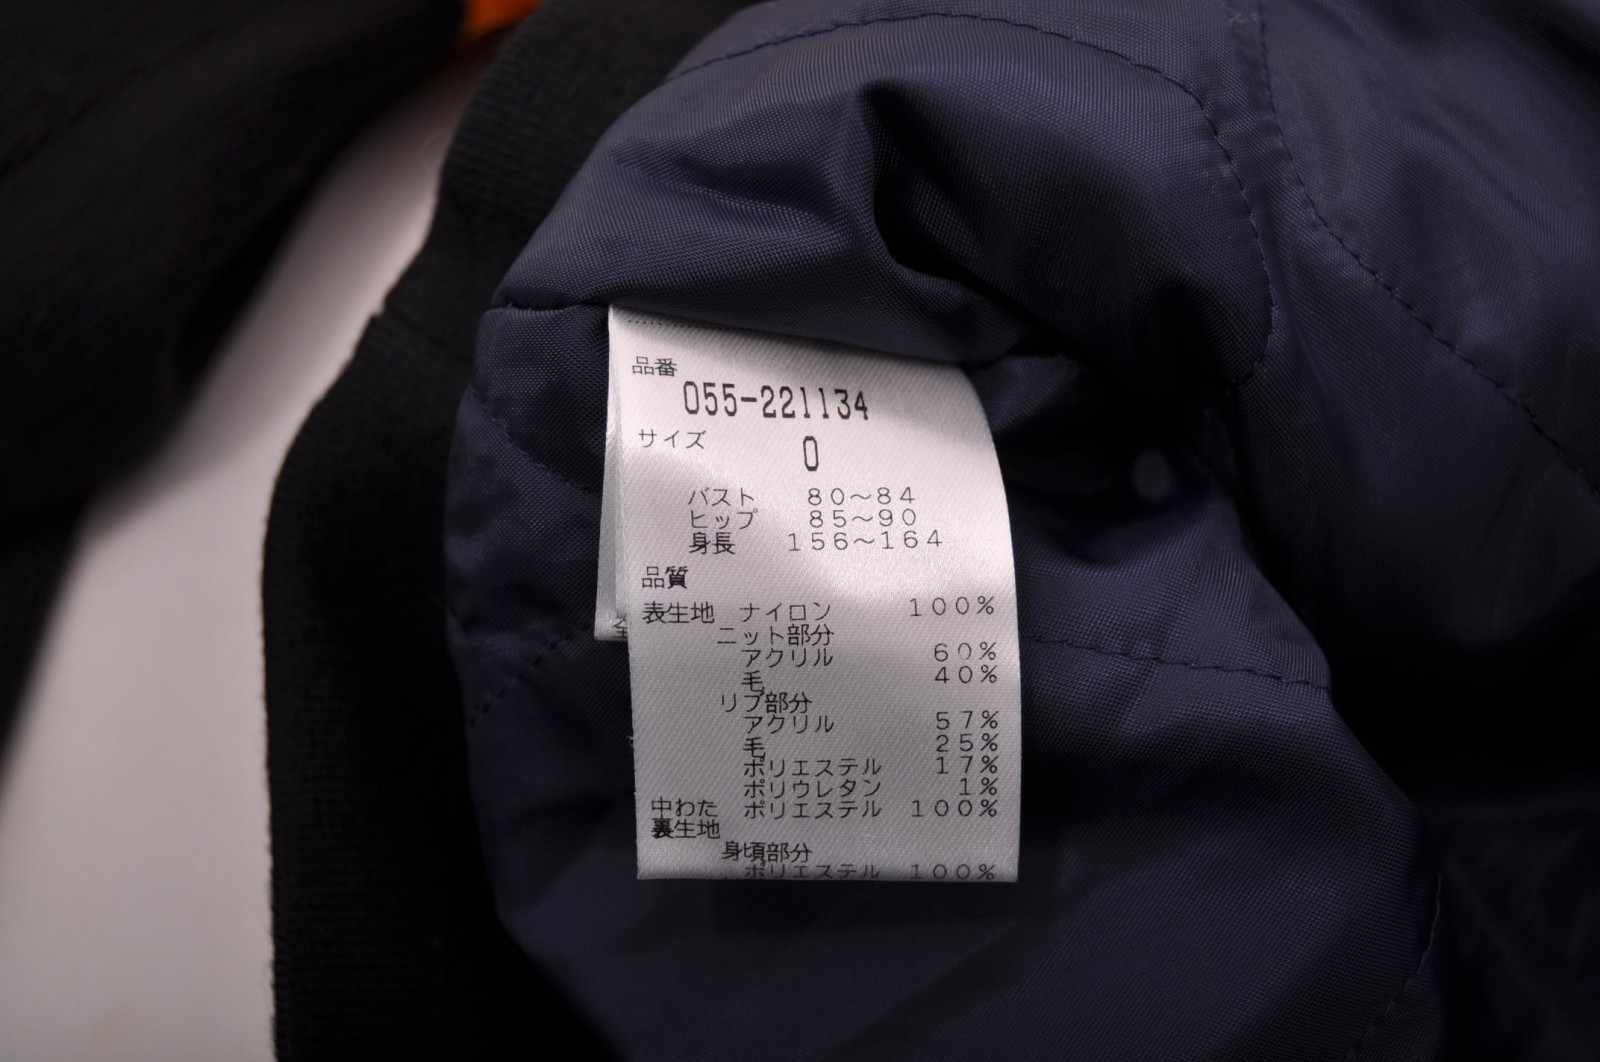 品番
055-221134
サイズ 0
バスト 80～84
ヒップ 85～90
身長 156～164
品質
表生地 ナイロン 100%
ニット部分
アクリル 60%
毛 40%
リブ部分
アクリル 57%
毛 25%
ポリエステル 17%
ポリウレタン 1%
中わた ポリエステル 100%
裏生地
身頃部分
ポリエステル 100%